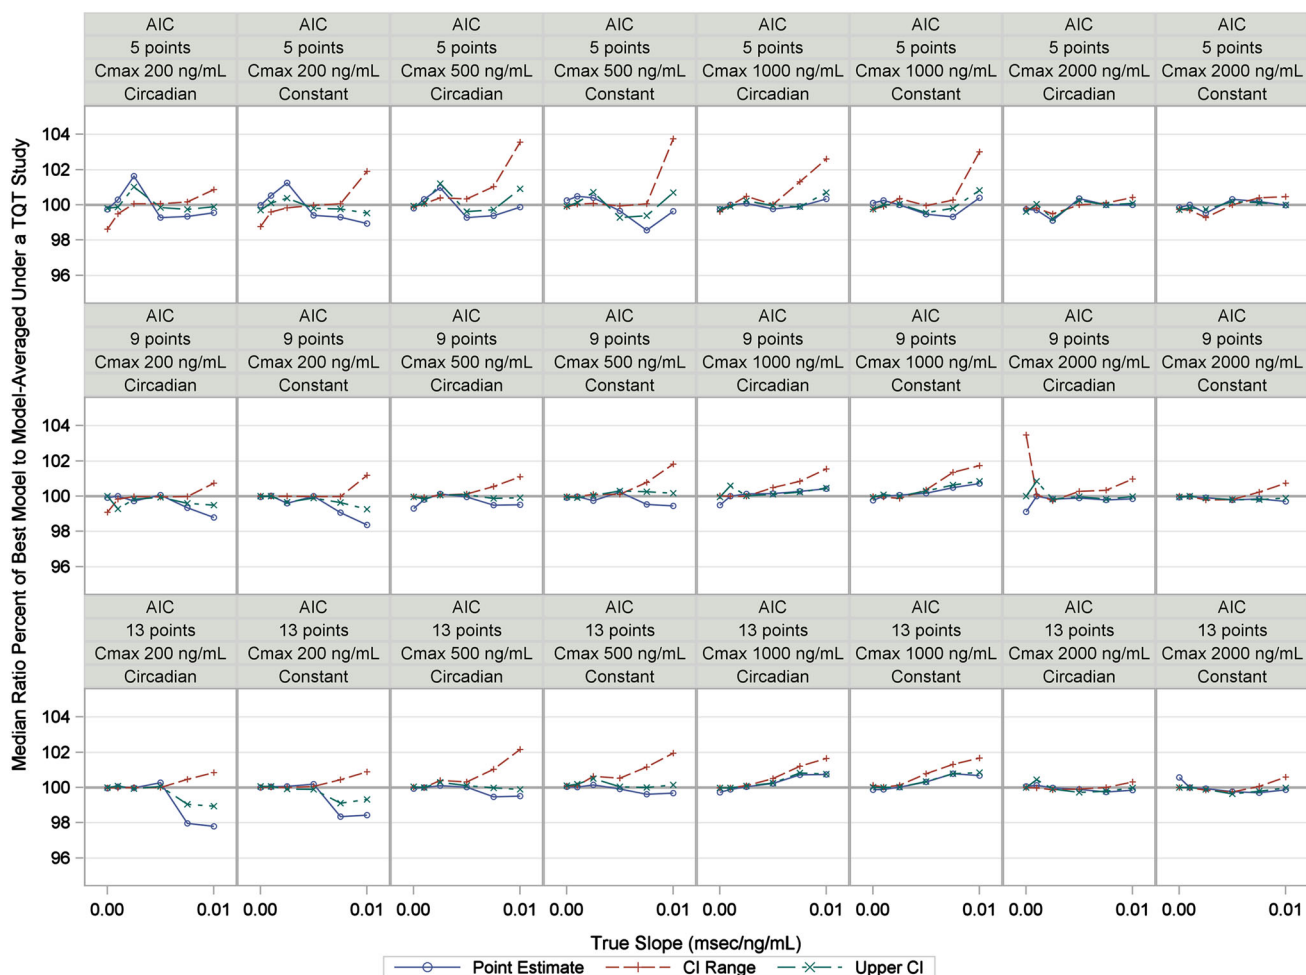 AIC AIC AIC AIC AIC AIC AIC AIC
5 points 5 points 5 points 5 points 5 points 5 points 5 points 5 points
Cmax 200 ng/mL Cmax 200 ng/mL Cmax 500 ng/mL Cmax 500 ng/mL Cmax 1000 ng/mL Cmax 1000 ng/mL Cmax 2000 ng/mL Cmax 2000 ng/mL
Circadian Constant Circadian Constant Circadian Constant Circadian Constant
104
102
100
98
96
AIC AIC AIC AIC AIC AIC AIC AIC
9 points 9 points 9 points 9 points 9 points 9 points 9 points 9 points
Cmax 200 ng/mL Cmax 200 ng/mL Cmax 500 ng/mL Cmax 500 ng/mL Cmax 1000 ng/mL Cmax 1000 ng/mL Cmax 2000 ng/mL Cmax 2000 ng/mL
Circadian Constant Circadian Constant Circadian Constant Circadian Constant
104
102
100
98
96
AIC AIC AIC AIC AIC AIC AIC AIC
13 points 13 points 13 points 13 points 13 points 13 points 13 points 13 points
Cmax 200 ng/mL Cmax 200 ng/mL Cmax 500 ng/mL Cmax 500 ng/mL Cmax 1000 ng/mL Cmax 1000 ng/mL Cmax 2000 ng/mL Cmax 2000 ng/mL
Circadian Constant Circadian Constant Circadian Constant Circadian Constant
104
102
100
98
96
Median Ratio Percent of Best Model to Model-Averaged Under a TQT Study
0.00 0.01 0.00 0.01 0.00 0.01 0.00 0.01 0.00 0.01 0.00 0.01 0.00 0.01 0.00 0.01
True Slope (msec/ng/mL)
Point Estimate CI Range Upper CI